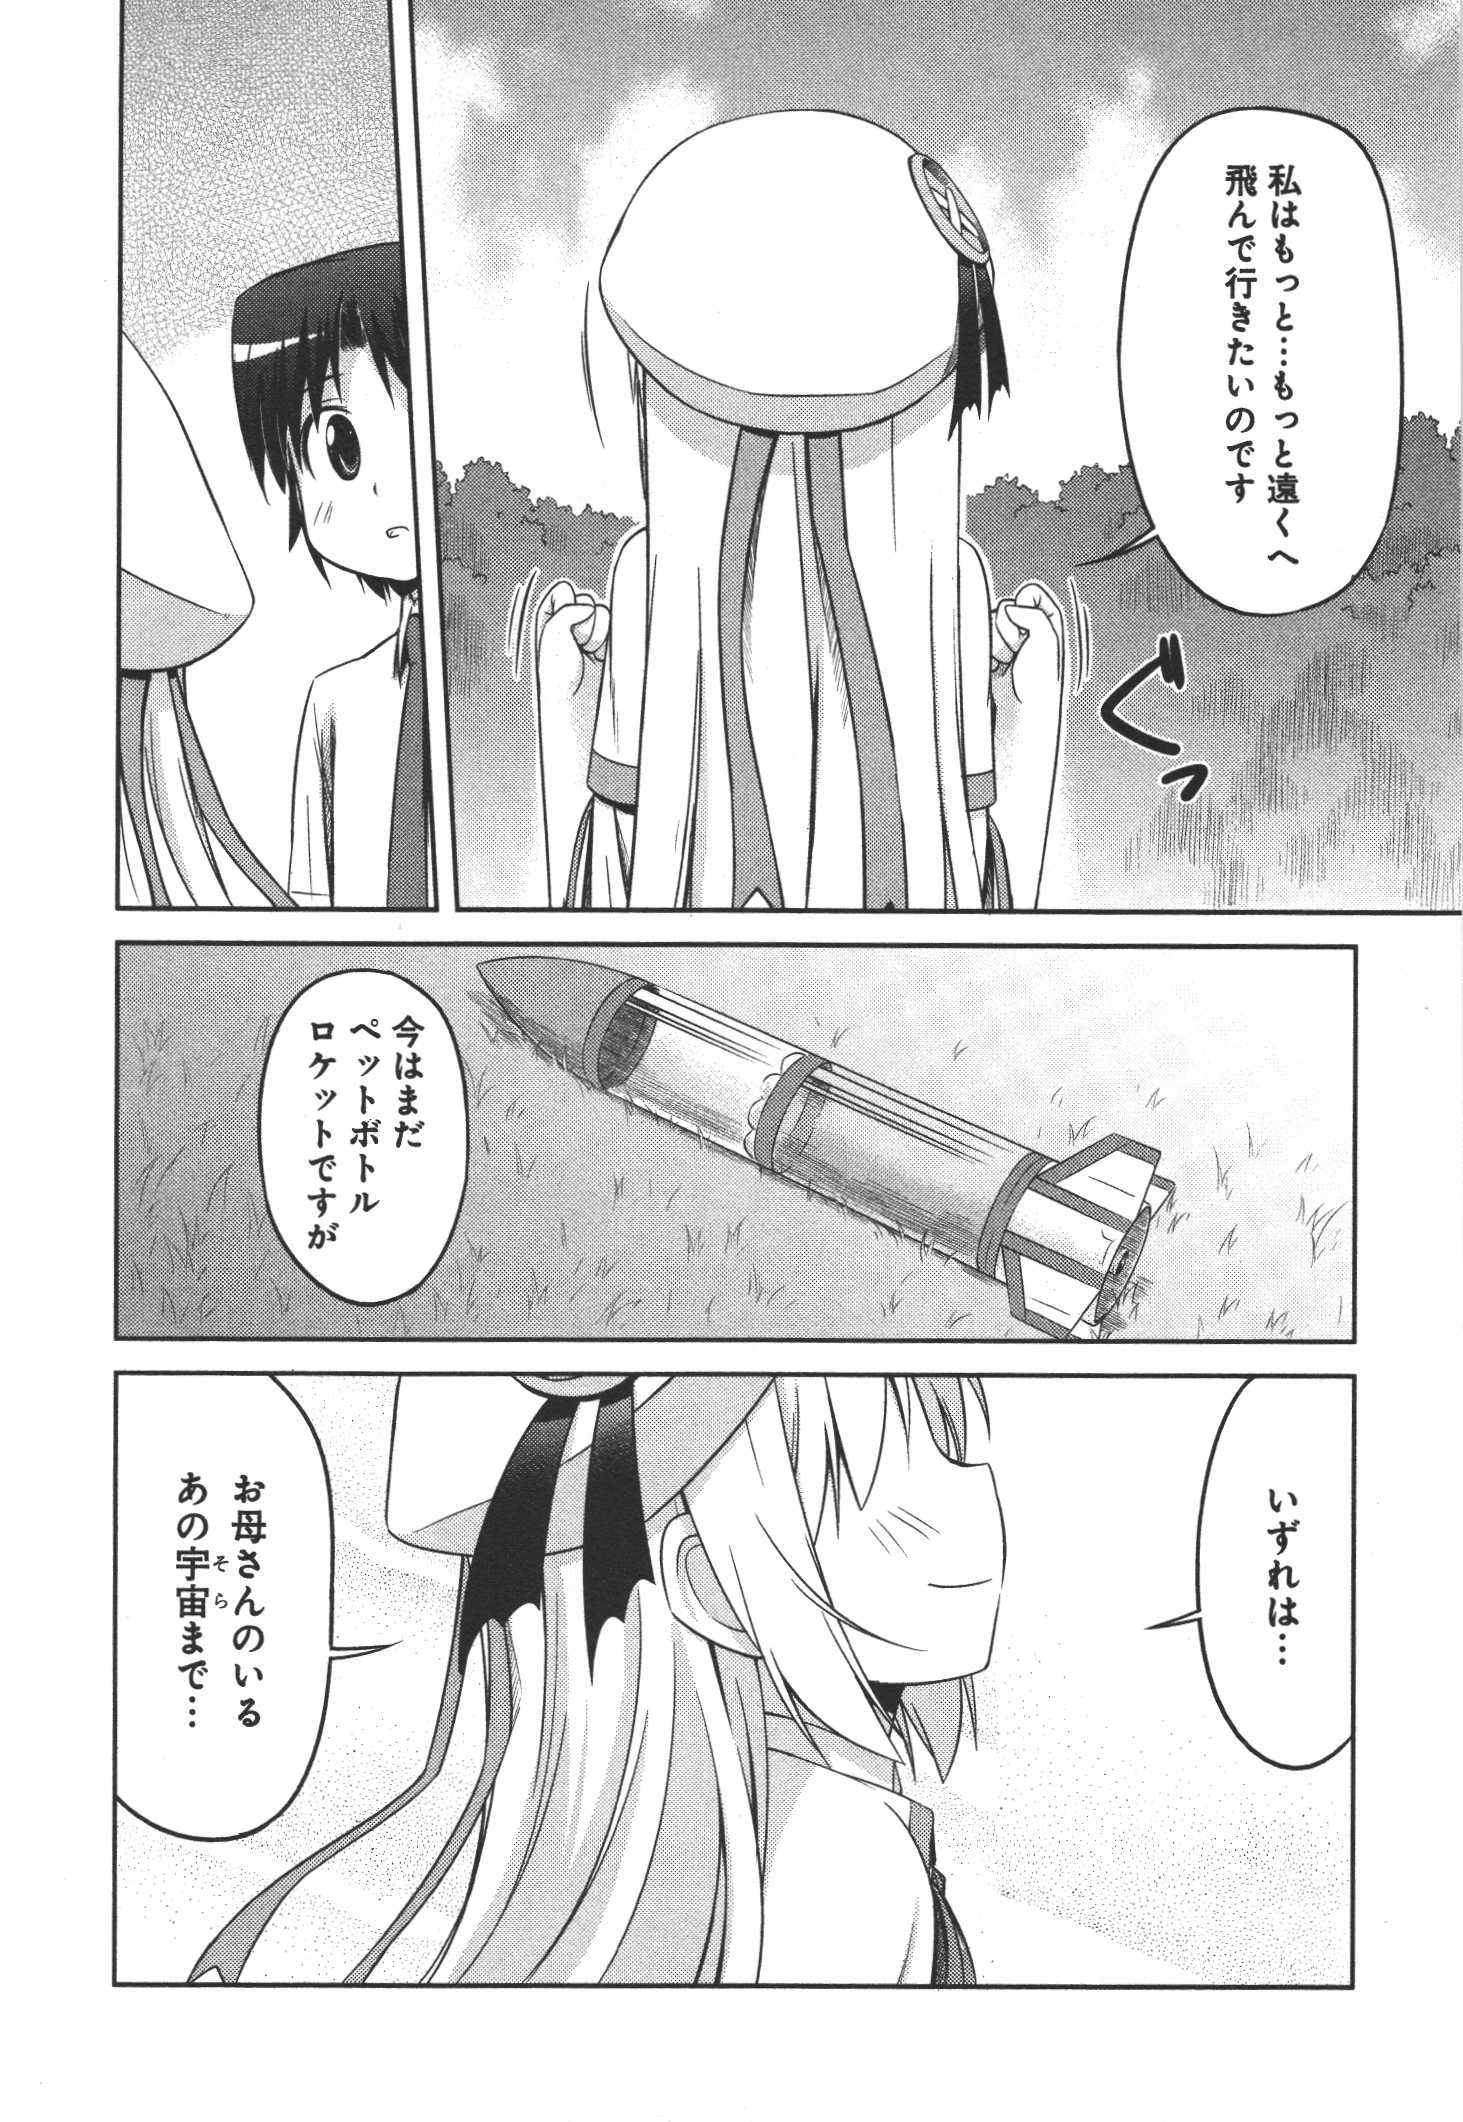 私はもっと…もっと遠くへ
飛んで行きたいのです
ぐっ
今はまだ
ペットボトル
ロケットですが
いずれは…
お母さんのいる
あの宇宙まで…
そら